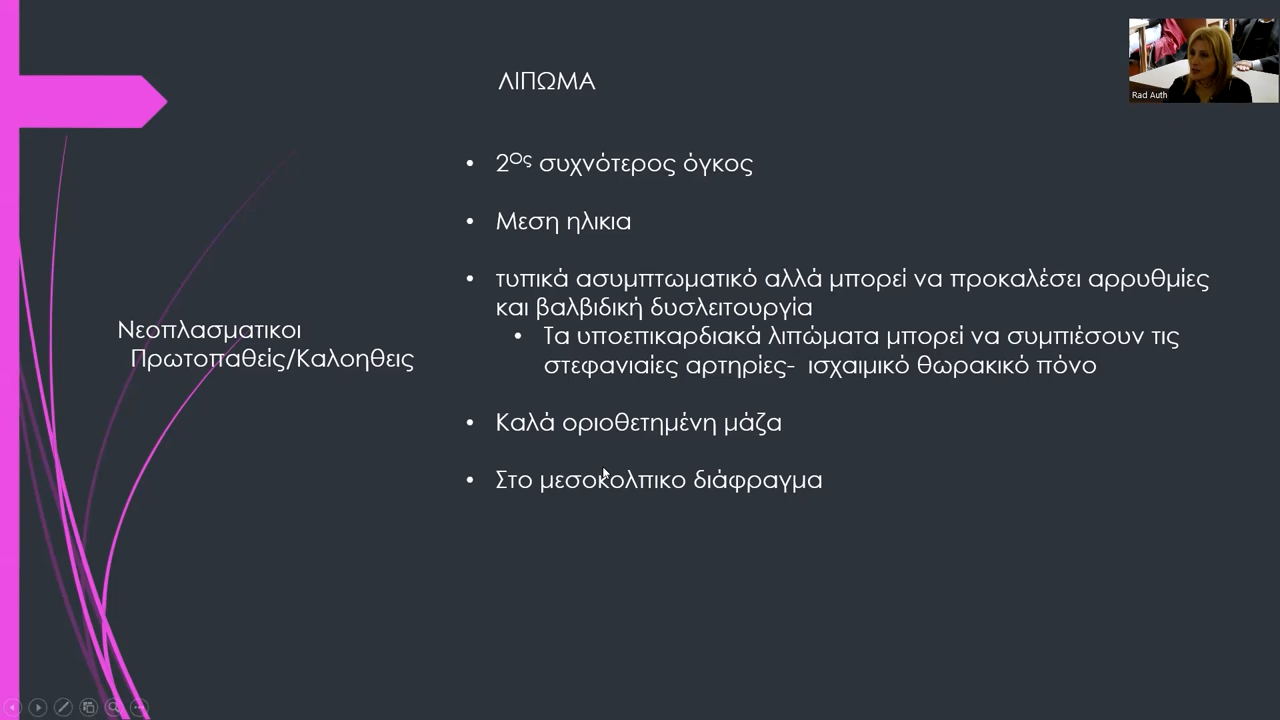 ΛΙΠΩΜΑ
Rad Auth
2ος συχνότερος όγκος
Μεση ηλικια
τυπικά ασυμπτωματικό αλλά μπορεί να προκαλέσει αρρυθμίες
και βαλβιδική δυσλειτουργία
Τα υποεπικαρδιακά λιπώματα μπορεί να συμπιέσουν τις
στεφανιαίες αρτηρίες- ισχαιμικό θωρακικό πόνο
Καλά οριοθετημένη μάζα
Στο μεσοκολπικο διάφραγμα
Νεοπλασματικοι
Πρωτοπαθείς/Καλοηθεις